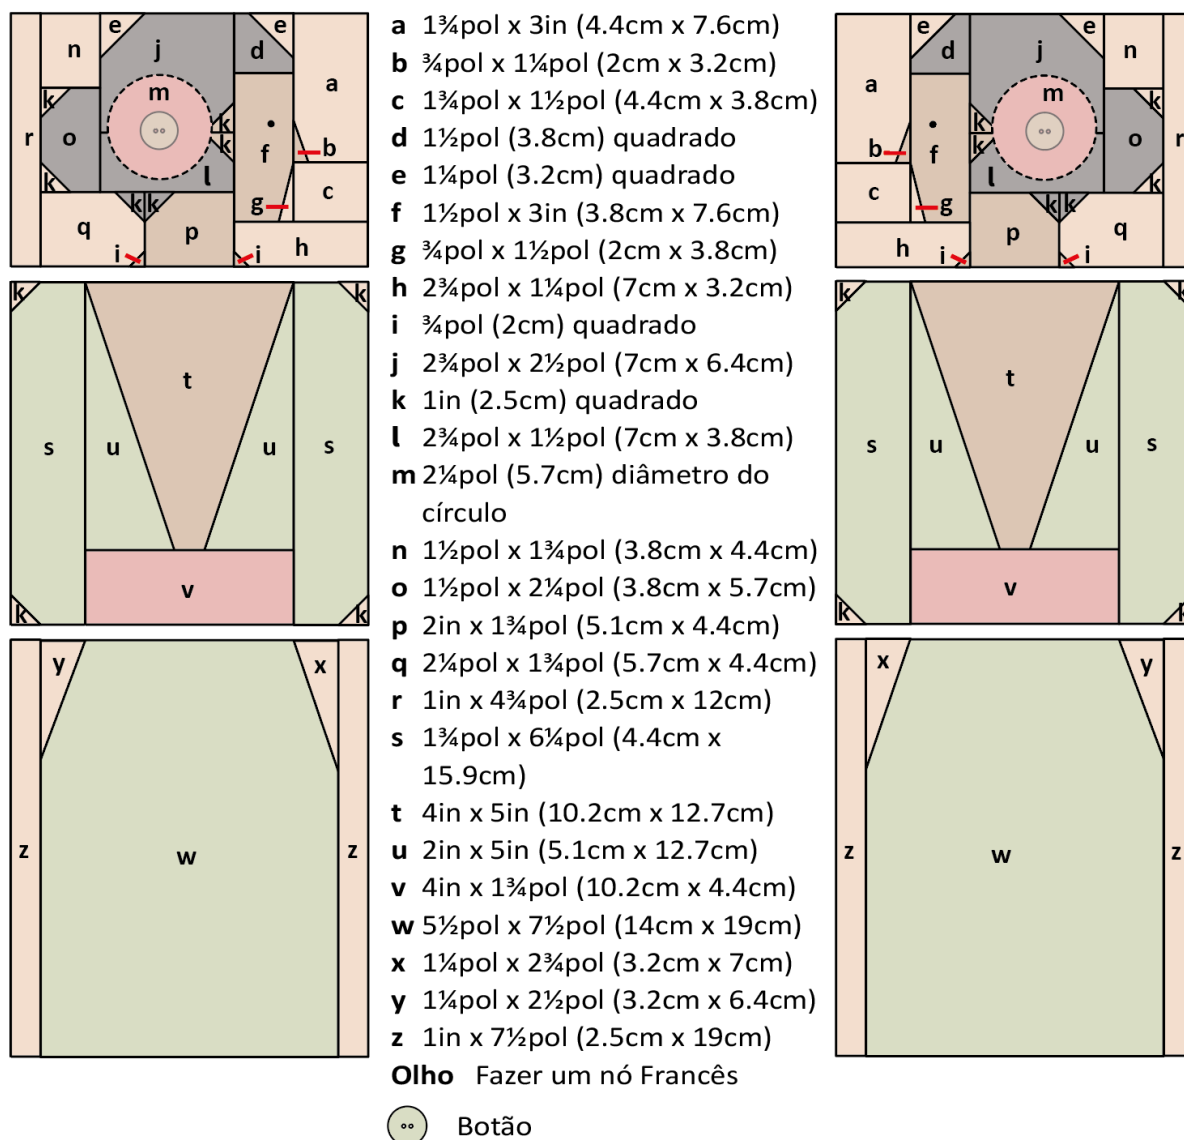 e e
n j d
a
k m
r o
k
f b
k
l
k c
k k g
q p
i i h
k k
t
s u u s
v
k k
y x
z w z
a 1¾pol x 3in (4.4cm x 7.6cm)
b ¾pol x 1¼pol (2cm x 3.2cm)
c 1¾pol x 1½pol (4.4cm x 3.8cm)
d 1½pol (3.8cm) quadrado
e 1¼pol (3.2cm) quadrado
f 1½pol x 3in (3.8cm x 7.6cm)
g ¾pol x 1½pol (2cm x 3.8cm)
h 2¾pol x 1¼pol (7cm x 3.2cm)
i ¾pol (2cm) quadrado
j 2¾pol x 2½pol (7cm x 6.4cm)
k 1in (2.5cm) quadrado
l 2¾pol x 1½pol (7cm x 3.8cm)
m 2¼pol (5.7cm) diâmetro do
círculo
n 1½pol x 1¾pol (3.8cm x 4.4cm)
o 1½pol x 2¼pol (3.8cm x 5.7cm)
p 2in x 1¾pol (5.1cm x 4.4cm)
q 2¼pol x 1¾pol (5.7cm x 4.4cm)
r 1in x 4¾pol (2.5cm x 12cm)
s 1¾pol x 6¼pol (4.4cm x
15.9cm)
t 4in x 5in (10.2cm x 12.7cm)
u 2in x 5in (5.1cm x 12.7cm)
v 4in x 1¾pol (10.2cm x 4.4cm)
w 5½pol x 7½pol (14cm x 19cm)
x 1¼pol x 2¾pol (3.2cm x 7cm)
y 1¼pol x 2½pol (3.2cm x 6.4cm)
z 1in x 7½pol (2.5cm x 19cm)
Olho Fazer um nó Francês
Botão
e e
d j n
a
m k
k
o r
b f k
k
c l
g k k
p q
h i i
k k
t
s u u s
v
k k
x y
z w z